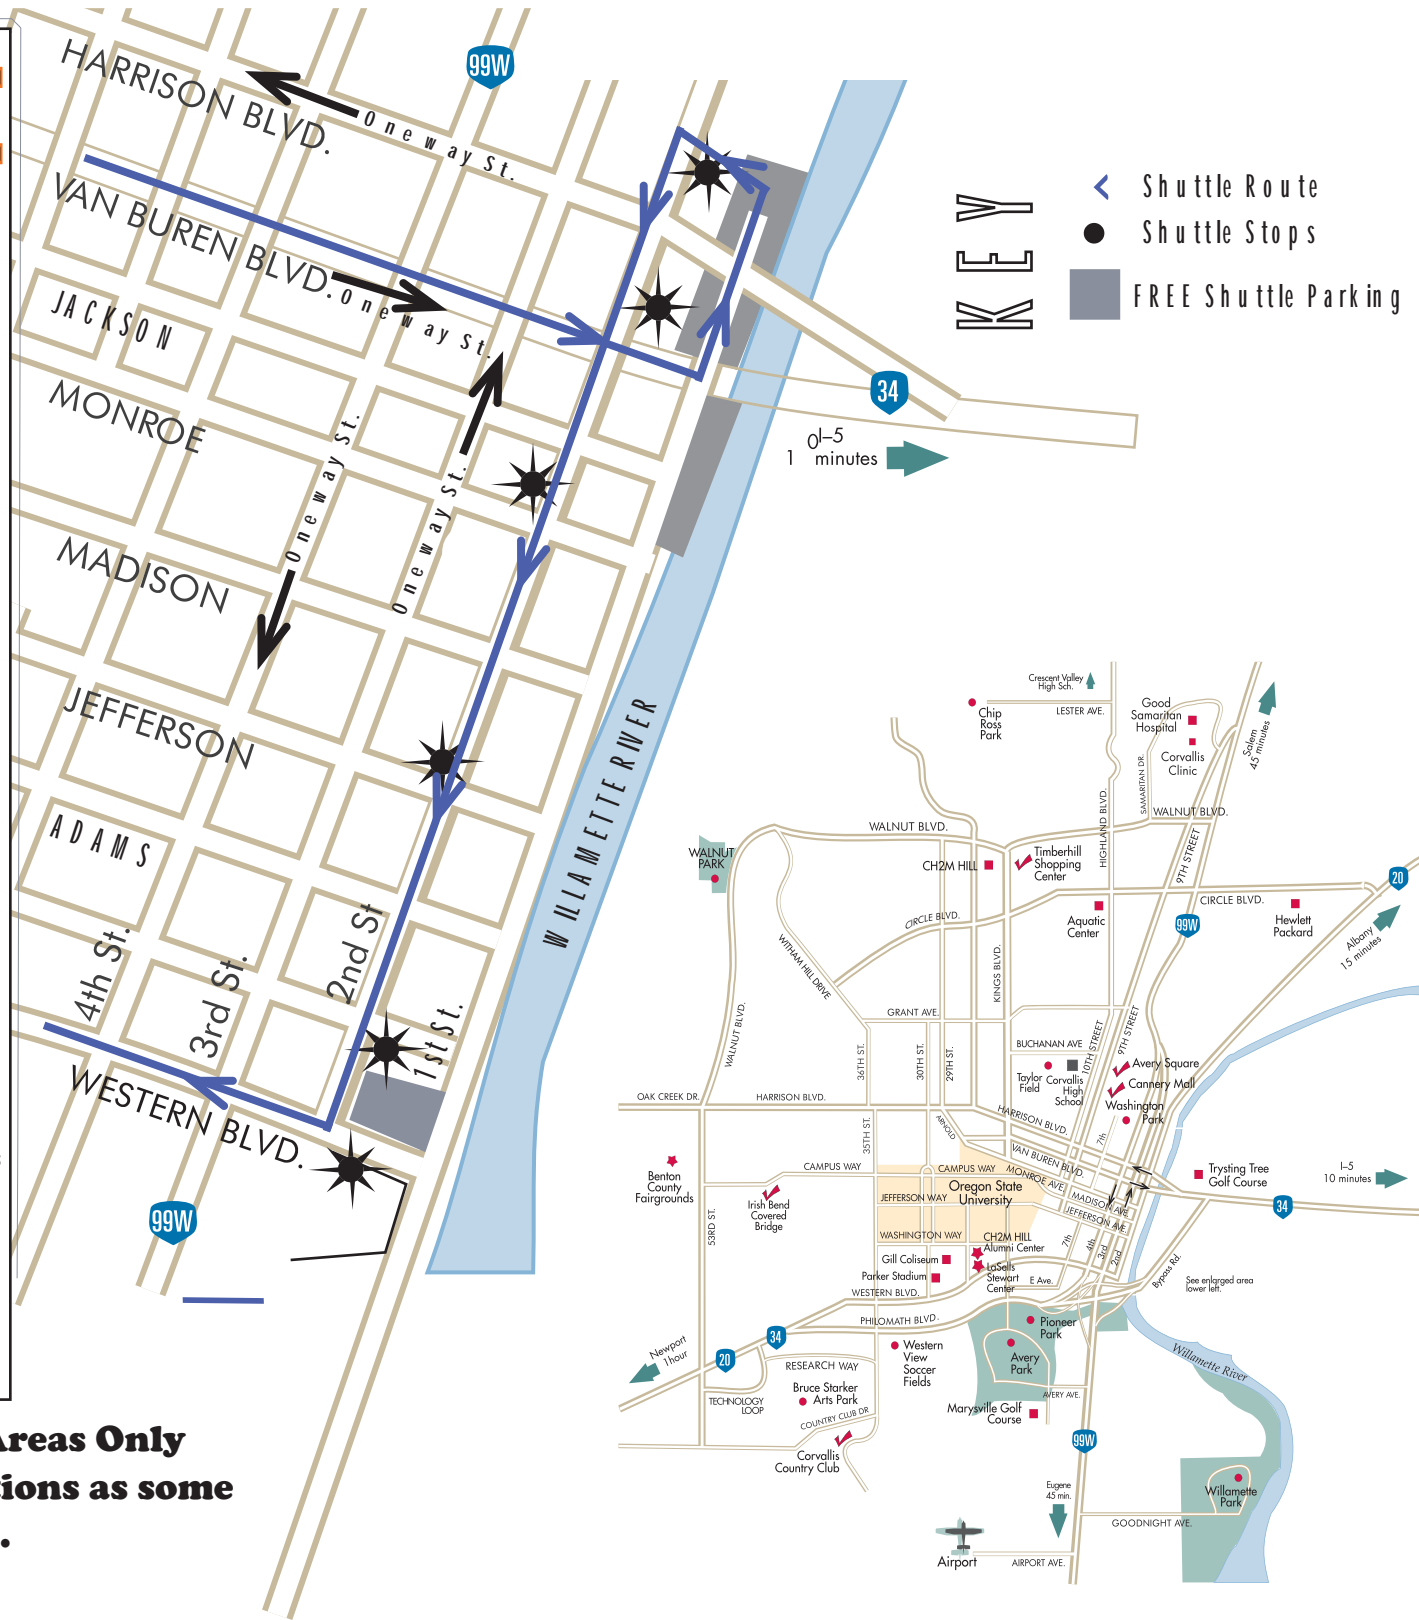 99W
HARRISON BLVD.
One way St.
VAN BUREN BLVD.
One way St.
JACKSON
MONROE
One way St.
One way St.
MADISON
JEFFERSON
ADAMS
4th St.
3rd St.
2nd St
1st St.
WESTERN BLVD.
99W
WILLAMETTE RIVER
34
I–5
10 minutes
KEY
Shuttle Route
Shuttle Stops
FREE Shuttle Parking
Areas Only
tions as some
.
Crescent Valley
High Sch.
LESTER AVE.
Chip
Ross
Park
Good
Samaritan
Hospital
Corvallis
Clinic
SAMARITAN DR.
Salem
45 minutes
WALNUT BLVD.
WALNUT BLVD.
HIGHLAND BLVD.
9TH STREET
WALNUT
PARK
CH2M HILL
Timberhill
Shopping
Center
20
CIRCLE BLVD.
CIRCLE BLVD.
Aquatic
Center
99W
Hewlett
Packard
Albany
15 minutes
WITHAM HILL DRIVE
KINGS BLVD.
WALNUT BLVD.
GRANT AVE.
36TH ST.
30TH ST.
29TH ST.
BUCHANAN AVE
10TH STREET
9TH STREET
Taylor
Field
Corvallis
High
School
Avery Square
Cannery Mall
Washington
Park
OAK CREEK DR.
HARRISON BLVD.
HARRISON BLVD.
ARNOLD
35TH ST.
7th
VAN BUREN BLVD.
CAMPUS WAY
CAMPUS WAY
MONROE AVE.
Benton
County
Fairgrounds
Irish Bend
Covered
Bridge
Oregon State
University
JEFFERSON WAY
MADISON AVE.
JEFFERSON AVE.
Trysting Tree
Golf Course
I–5
10 minutes
34
53RD ST.
WASHINGTON WAY
CH2M HILL
Alumni Center
Gill Coliseum
LaSells
Stewart
Center
Parker Stadium
7th
4th
3rd
2nd
E Ave.
Bypass Rd.
See enlarged area
lower left.
WESTERN BLVD.
PHILOMATH BLVD.
34
20
Newport
1hour
Pioneer
Park
Avery
Park
AVERY AVE.
Western
View
Soccer
Fields
RESEARCH WAY
TECHNOLOGY
LOOP
Bruce Starker
Arts Park
COUNTRY CLUB DR
Corvallis
Country Club
Marysville Golf
Course
99W
Willamette River
Willamette
Park
Eugene
45 min.
GOODNIGHT AVE.
Airport
AIRPORT AVE.